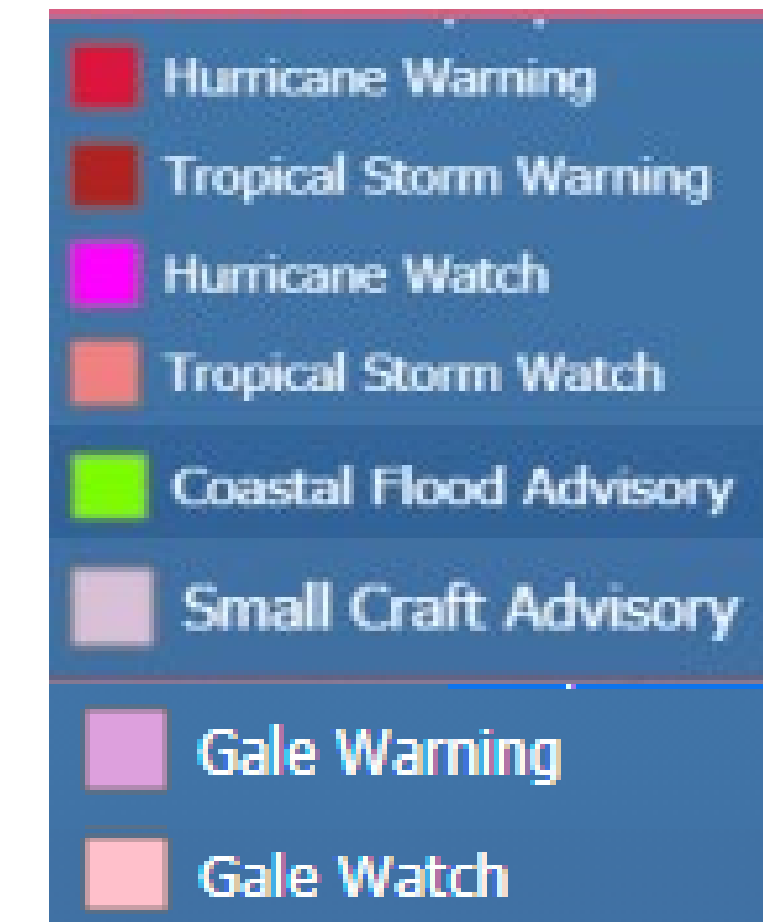 Hurricane Warning
Tropical Storm Warning
Hurricane Watch
Tropical Storm Watch
Coastal Flood Advisory
Small Craft Advisory
Gale Warning
Gale Watch